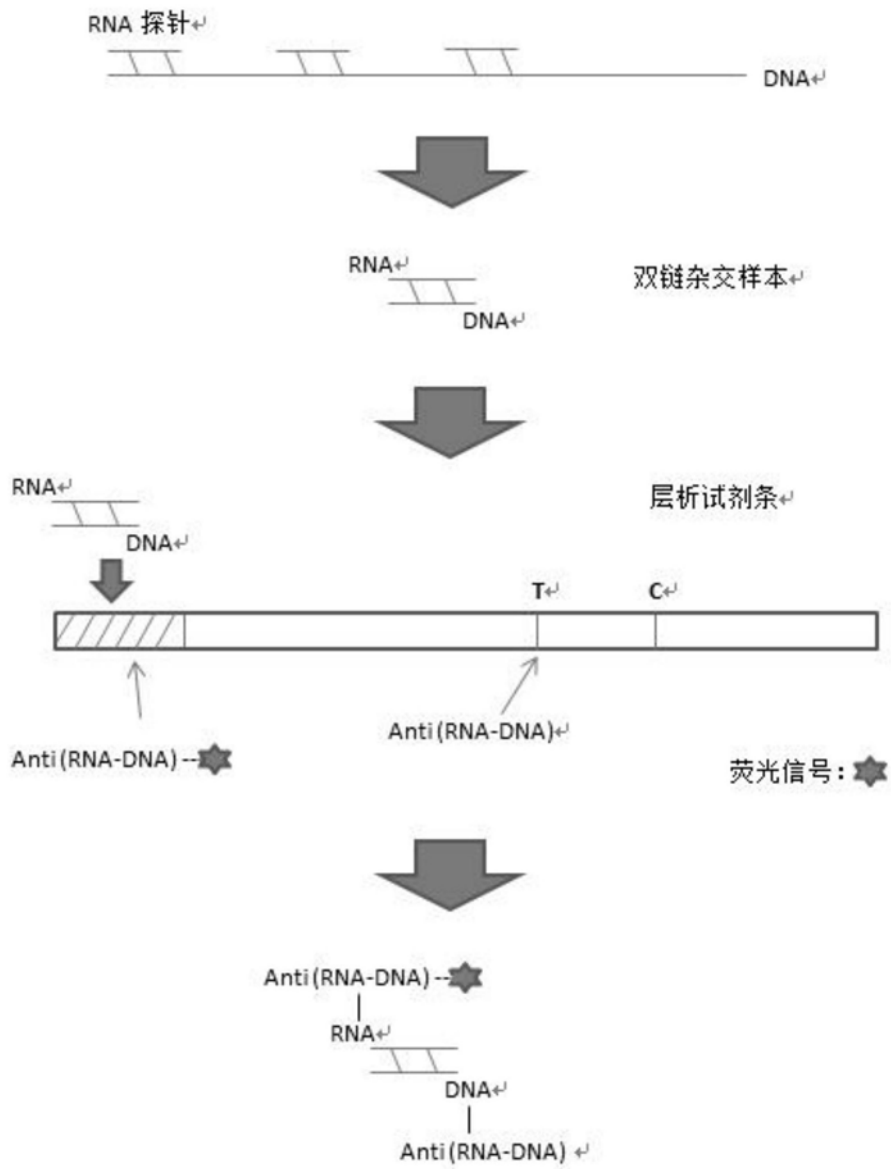 RNA 探针↵
DNA↵
RNA↵
双链杂交样本↵
DNA↵
RNA↵
层析试剂条↵
DNA↵
T↵
C↵
Anti(RNA-DNA)↵
Anti(RNA-DNA)--
荧光信号：
Anti(RNA-DNA)--
RNA↵
DNA↵
Anti(RNA-DNA) ↵